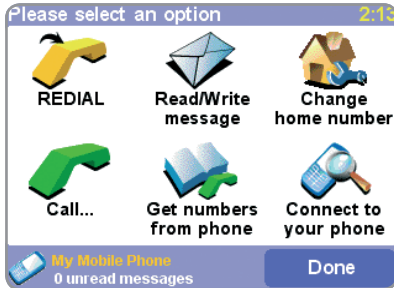 Please select an option 2:13
REDIAL
Read/Write
message
Change
home number
Call...
Get numbers
from phone
Connect to
your phone
My Mobile Phone
0 unread messages
Done